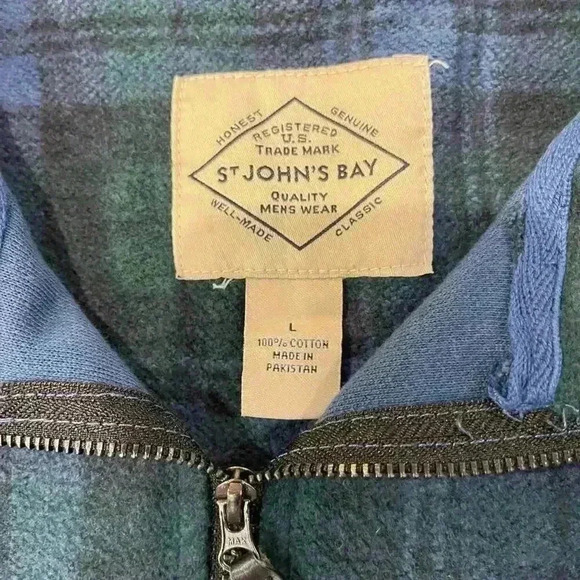 HONEST
GENUINE
REGISTERED
U.S.
TRADE MARK
ST JOHN'S BAY
QUALITY
MENS WEAR
WELL-MADE
CLASSIC
L
100% COTTON
MADE IN
PAKISTAN